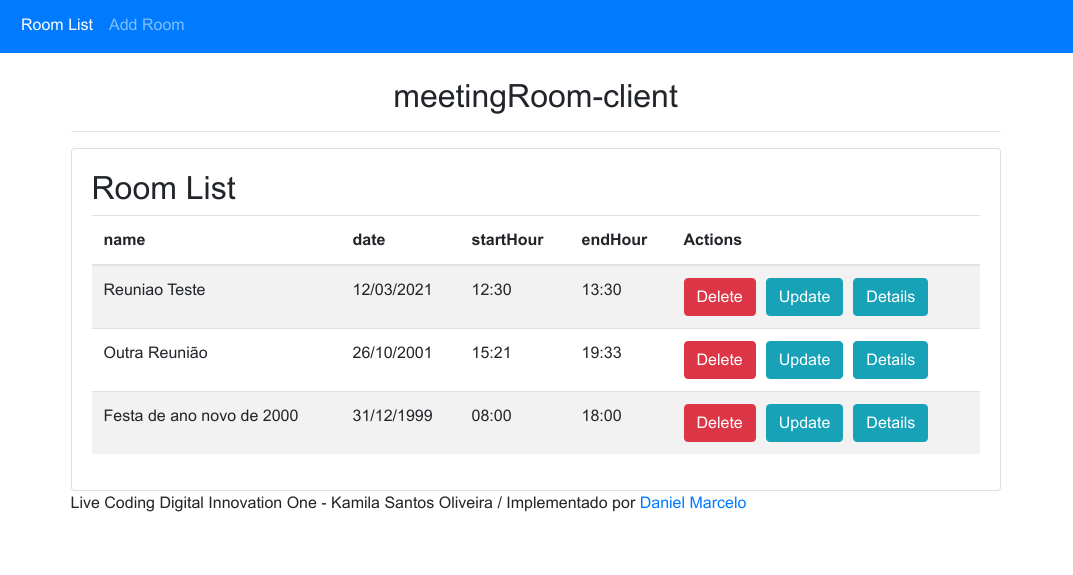 Room List Add Room
meetingRoom-client
Room List
name date startHour endHour Actions
Reuniao Teste 12/03/2021 12:30 13:30 Delete Update Details
Outra Reunião 26/10/2001 15:21 19:33 Delete Update Details
Festa de ano novo de 2000 31/12/1999 08:00 18:00 Delete Update Details
Live Coding Digital Innovation One - Kamila Santos Oliveira / Implementado por Daniel Marcelo